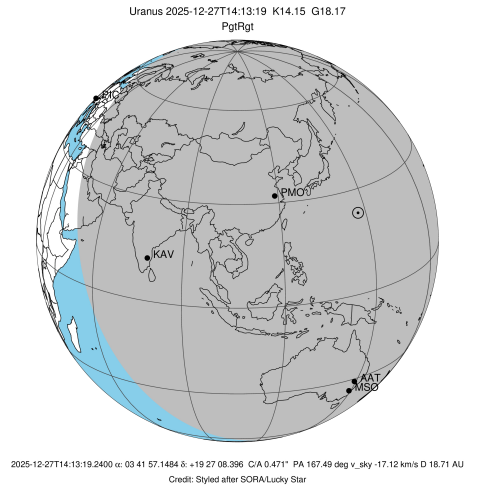 Uranus 2025-12-27T14:13:19 K14.15 G18.17
PgtRgt
PIC
PMO
KAV
AAT
MSO
2025-12-27T14:13:19.2400 α: 03 41 57.1484 δ: +19 27 08.396 C/A 0.471" PA 167.49 deg v_sky -17.12 km/s D 18.71 AU
Credit: Styled after SORA/Lucky Star